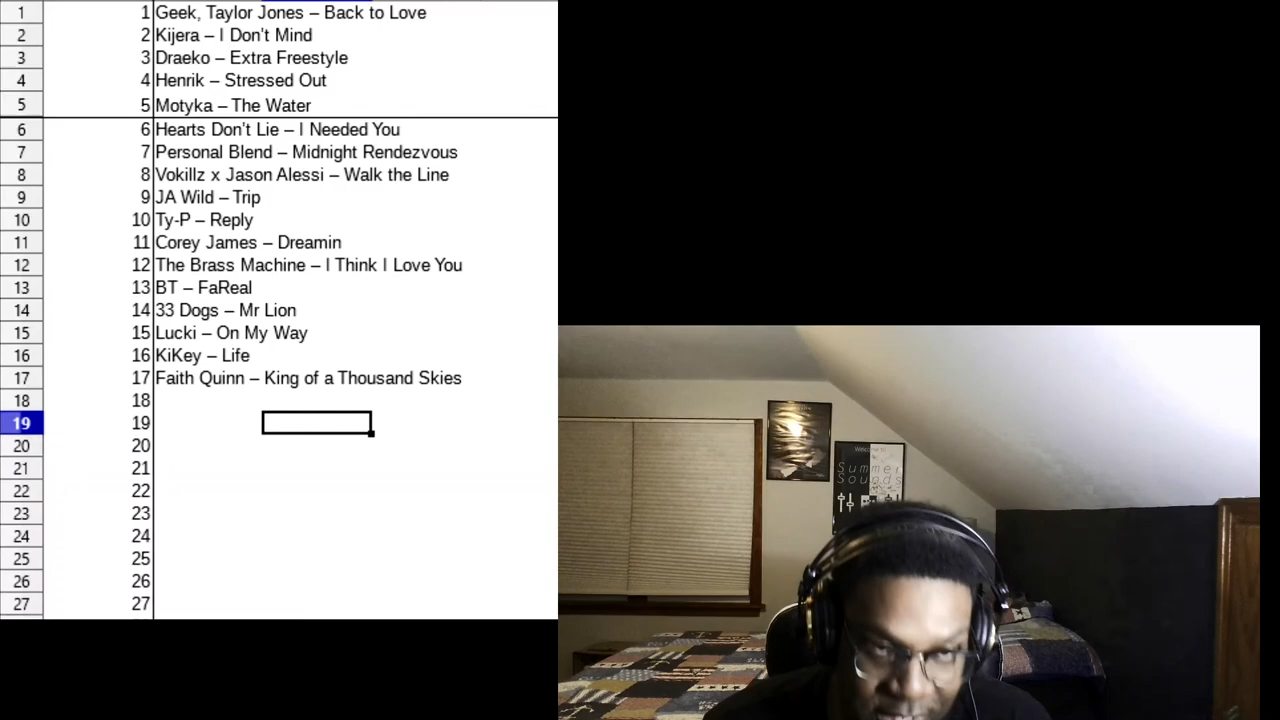 1 1 Geek, Taylor Jones – Back to Love
2 2 Kijera – I Don't Mind
3 3 Draeko – Extra Freestyle
4 4 Henrik – Stressed Out
5 5 Motyka – The Water
6 6 Hearts Don't Lie – I Needed You
7 7 Personal Blend – Midnight Rendezvous
8 8 Vokillz x Jason Alessi – Walk the Line
9 9 JA Wild – Trip
10 10 Ty-P – Reply
11 11 Corey James – Dreamin
12 12 The Brass Machine – I Think I Love You
13 13 BT – FaReal
14 14 33 Dogs – Mr Lion
15 15 Lucki – On My Way
16 16 KiKey – Life
17 17 Faith Quinn – King of a Thousand Skies
18 18
19 19
20 20
21 21
22 22
23 23
24 24
25 25
26 26
27 27
Welcome to
Summer
Sounds